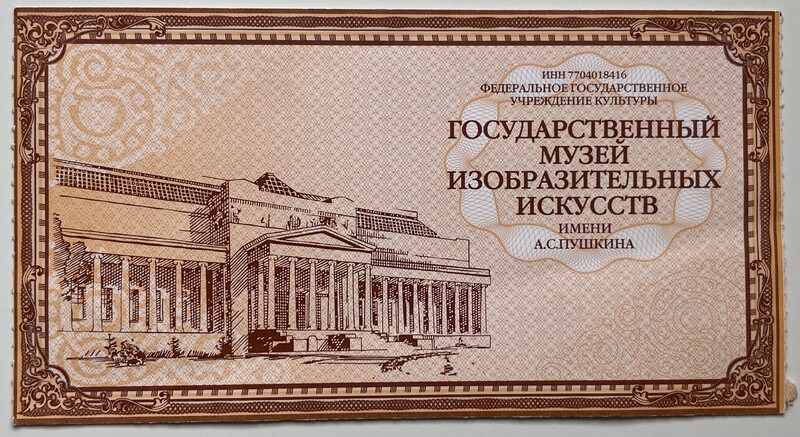 ИНН 7704018416
ФЕДЕРАЛЬНОЕ ГОСУДАРСТВЕННОЕ
УЧРЕЖДЕНИЕ КУЛЬТУРЫ
ГОСУДАРСТВЕННЫЙ
МУЗЕЙ
ИЗОБРАЗИТЕЛЬНЫХ
ИСКУССТВ
ИМЕНИ
А.С.ПУШКИНА